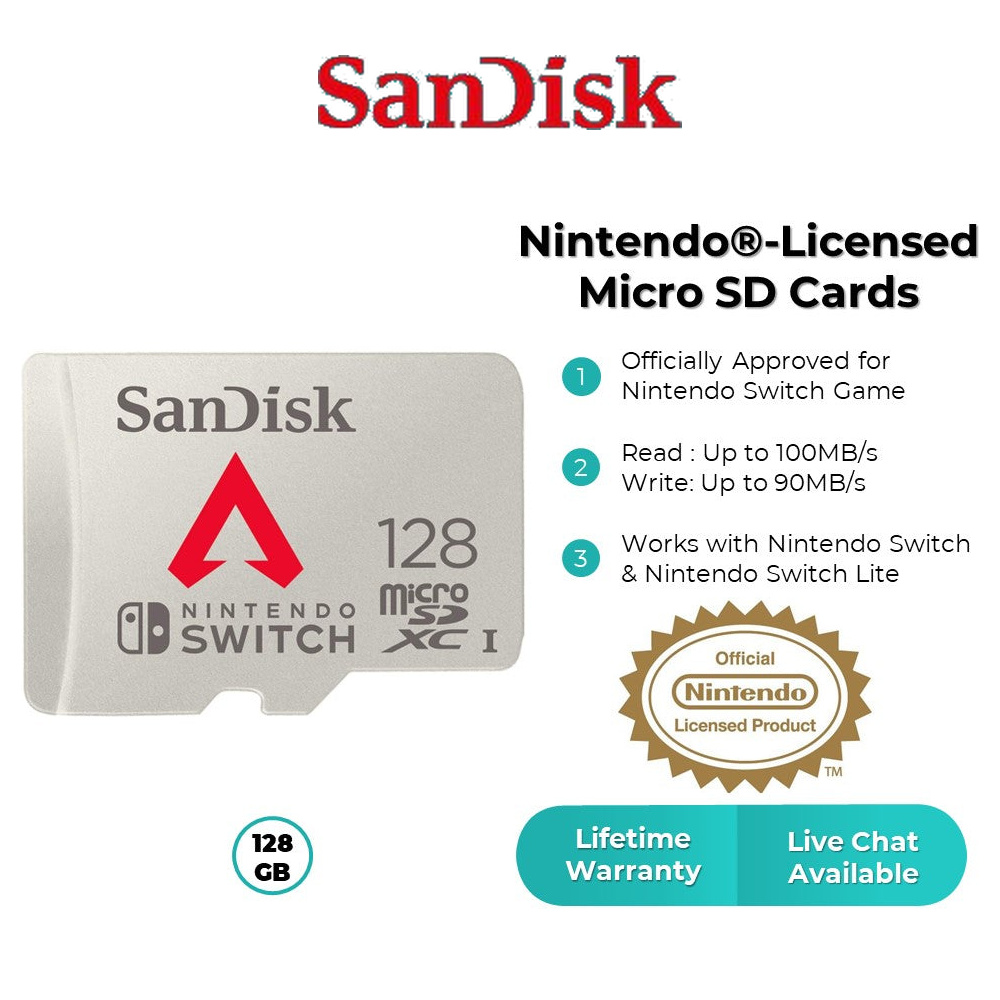 SanDisk
Nintendo®-Licensed
Micro SD Cards
1
Officially Approved for
Nintendo Switch Game
2
Read : Up to 100MB/s
Write: Up to 90MB/s
3
Works with Nintendo Switch
& Nintendo Switch Lite
SanDisk
128
micro
SD
XC I
NINTENDO
SWITCH
Official
Nintendo
Licensed Product
TM
128
GB
Lifetime
Warranty
Live Chat
Available